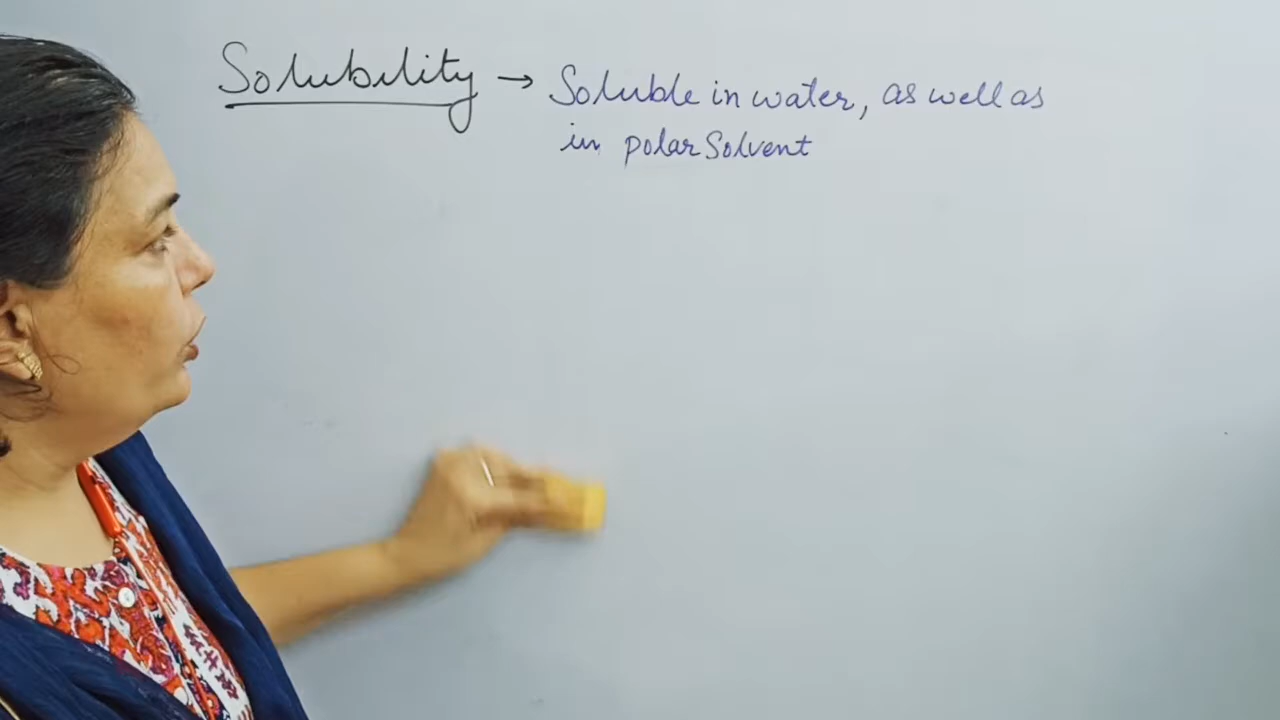 Solubility → Soluble in water, as well as
in polar Solvent